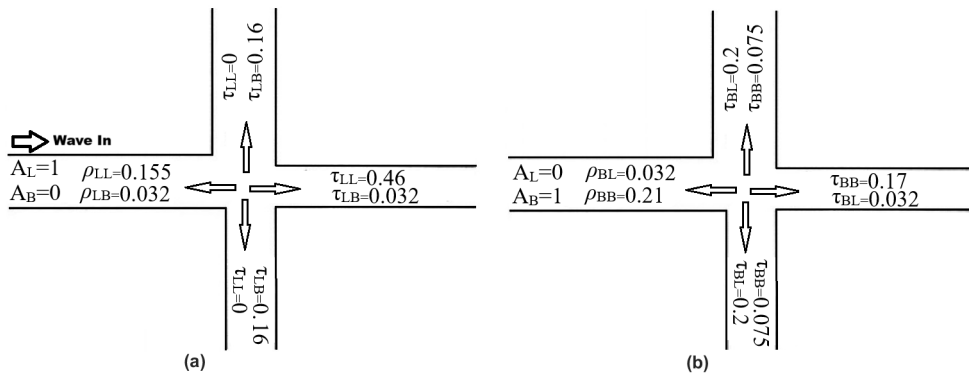 τLL=0
τLB=0.16
Wave In
AL=1 ρLL=0.155
AB=0 ρLB=0.032
τLL=0.46
τLB=0.032
τLB=0.16
τLL=0
(a)
τBL=0.2
τBB=0.075
AL=0 ρBL=0.032
AB=1 ρBB=0.21
τBB=0.17
τBL=0.032
τBB=0.075
τBL=0.2
(b)